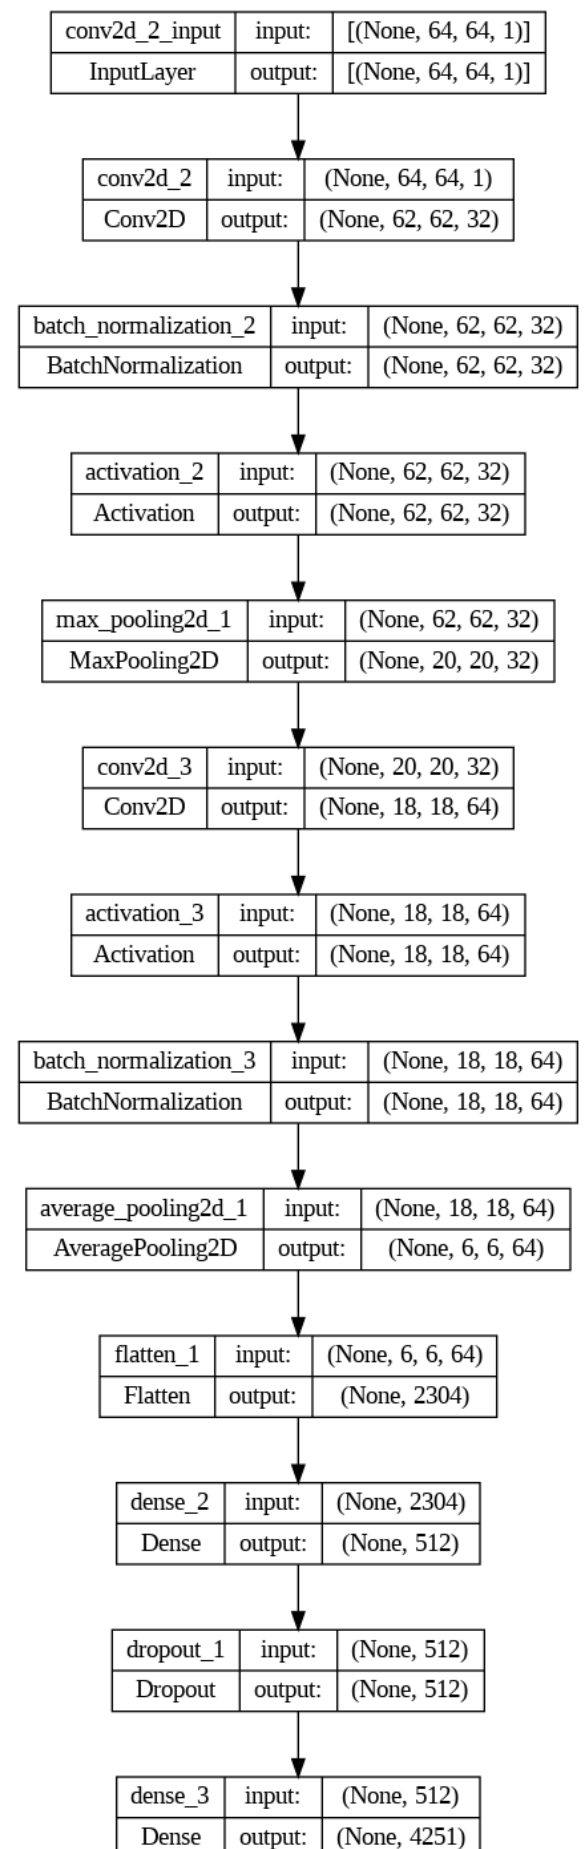 conv2d_2_input input: [(None, 64, 64, 1)]
InputLayer output: [(None, 64, 64, 1)]
conv2d_2 input: (None, 64, 64, 1)
Conv2D output: (None, 62, 62, 32)
batch_normalization_2 input: (None, 62, 62, 32)
BatchNormalization output: (None, 62, 62, 32)
activation_2 input: (None, 62, 62, 32)
Activation output: (None, 62, 62, 32)
max_pooling2d_1 input: (None, 62, 62, 32)
MaxPooling2D output: (None, 20, 20, 32)
conv2d_3 input: (None, 20, 20, 32)
Conv2D output: (None, 18, 18, 64)
activation_3 input: (None, 18, 18, 64)
Activation output: (None, 18, 18, 64)
batch_normalization_3 input: (None, 18, 18, 64)
BatchNormalization output: (None, 18, 18, 64)
average_pooling2d_1 input: (None, 18, 18, 64)
AveragePooling2D output: (None, 6, 6, 64)
flatten_1 input: (None, 6, 6, 64)
Flatten output: (None, 2304)
dense_2 input: (None, 2304)
Dense output: (None, 512)
dropout_1 input: (None, 512)
Dropout output: (None, 512)
dense_3 input: (None, 512)
Dense output: (None, 4251)